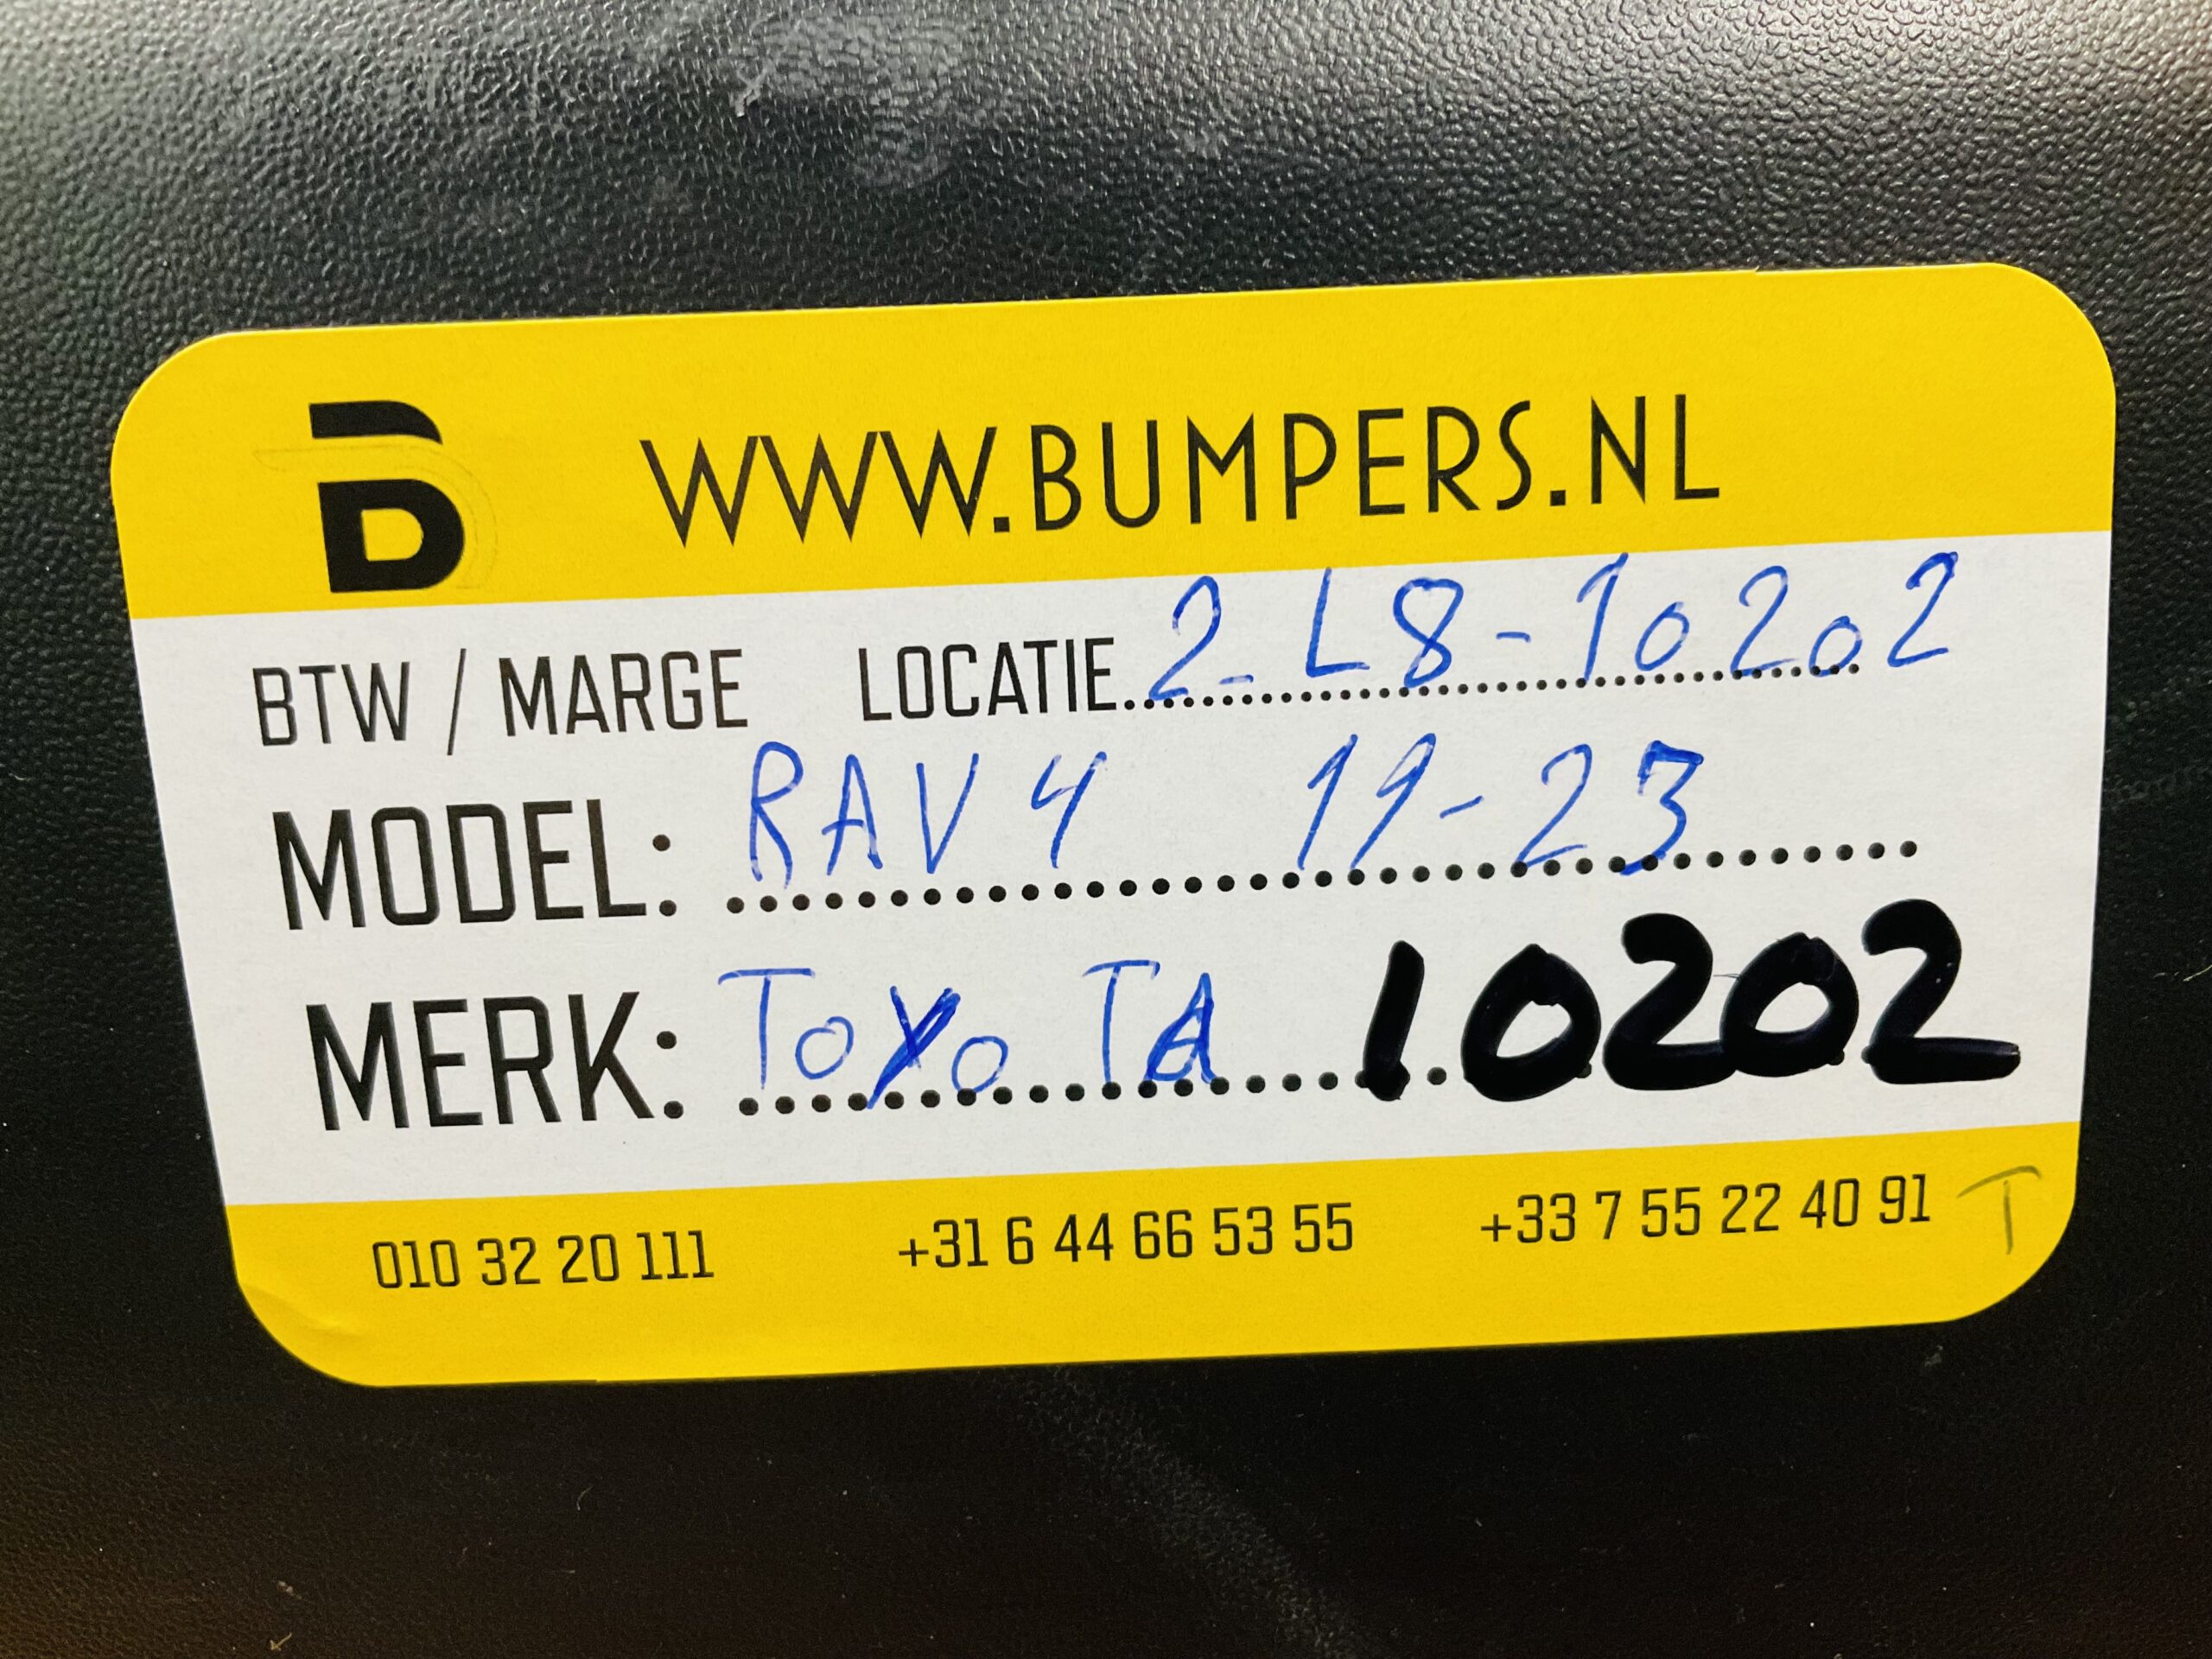 B WWW.BUMPERS.NL
BTW / MARGE LOCATIE 2-L8-10202
MODEL: RAV4 19-23
MERK: ToYoTA 10202
010 32 20 111 +31 6 44 66 53 55 +33 7 55 22 40 91 T